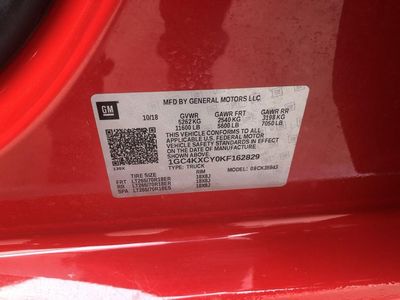 MFD BY GENERAL MOTORS LLC
GM
10/18
GVWR GAWR FRT GAWR RR
5262 KG 2540 KG 3198 KG
11600 LB 5600 LB 7050 LB
THIS VEHICLE CONFORMS TO ALL
APPLICABLE U.S. FEDERAL MOTOR
VEHICLE SAFETY STANDARDS IN EFFECT
ON THE DATE OF MANUFACTURE SHOWN ABOVE.
1GC4KXCY0KF162829
TYPE: TRUCK MODEL:
TIRE SIZE RIM
FRT LT265/70R18E 18X8J
RR LT265/70R18E 18X8J
SPA LT265/70R18E 18X8J